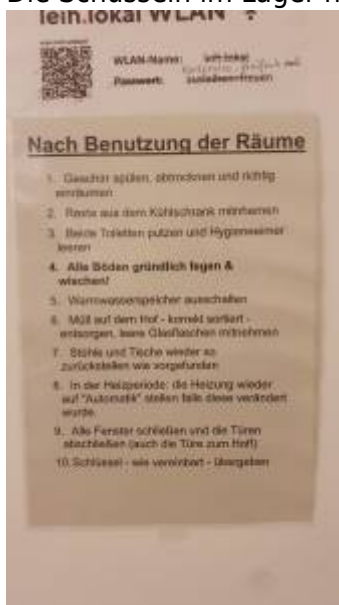 lein.lokal WLAN
WLAN-Name: leih.lokal
Passwort: ausleihenerfreuen
Nach Benutzung der Räume
1. Geschirr spülen, abtrocknen und richtig
einräumen
2. Reste aus dem Kühlschrank mitnehmen
3. Beide Toiletten putzen und Hygieneeimer
leeren
4. Alle Böden gründlich fegen &
wischen!
5. Warmwasserspeicher ausschalten
6. Müll auf dem Hof - korrekt sortiert -
entsorgen, leere Glasflaschen mitnehmen
7. Stühle und Tische wieder so
zurückstellen wie vorgefunden
8. In der Heizperiode: die Heizung wieder
auf "Automatik" stellen falls diese verändert
wurde.
9. Alle Fenster schließen und die Türen
abschließen (auch die Türe zum Hof!)
10. Schlüssel - wie vereinbart - übergeben